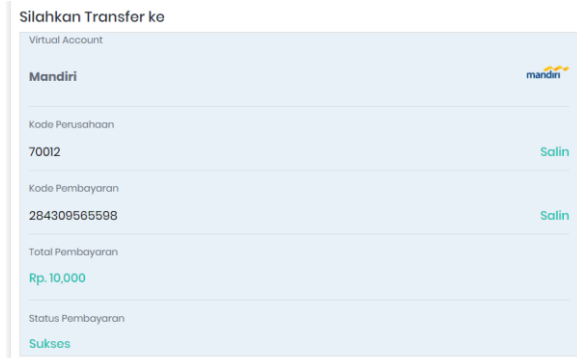 Silahkan Transfer ke
Virtual Account
Mandiri
mandiri
Kode Perusahaan
70012 Salin
Kode Pembayaran
284309565598 Salin
Total Pembayaran
Rp. 10,000
Status Pembayaran
Sukses